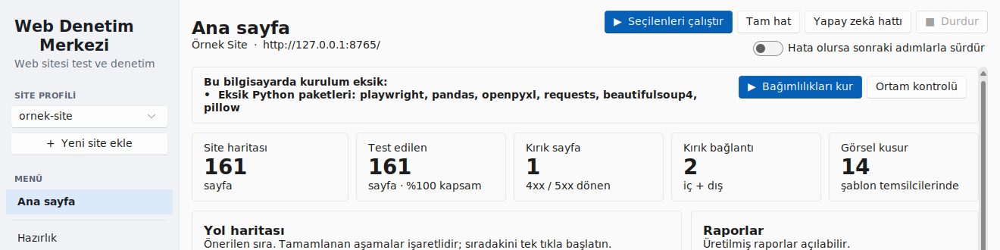 Web Denetim
Merkezi
Web sitesi test ve denetim
SİTE PROFİLİ
ornek-site
+ Yeni site ekle
MENÜ
Ana sayfa
Hazırlık
Ana sayfa
Örnek Site · http://127.0.0.1:8765/
▶ Seçilenleri çalıştır
Tam hat
Yapay zekâ hattı
■ Durdur
Hata olursa sonraki adımlarla sürdür
Bu bilgisayarda kurulum eksik:
• Eksik Python paketleri: playwright, pandas, openpyxl, requests, beautifulsoup4,
pillow
▶ Bağımlılıkları kur
Ortam kontrolü
Site haritası
161
sayfa
Test edilen
161
sayfa · %100 kapsam
Kırık sayfa
1
4xx / 5xx dönen
Kırık bağlantı
2
iç + dış
Görsel kusur
14
şablon temsilcilerinde
Yol haritası
Önerilen sıra. Tamamlanan aşamalar işaretlidir; sıradakini tek tıkla başlatın.
Raporlar
Üretilmiş raporlar açılabilir.